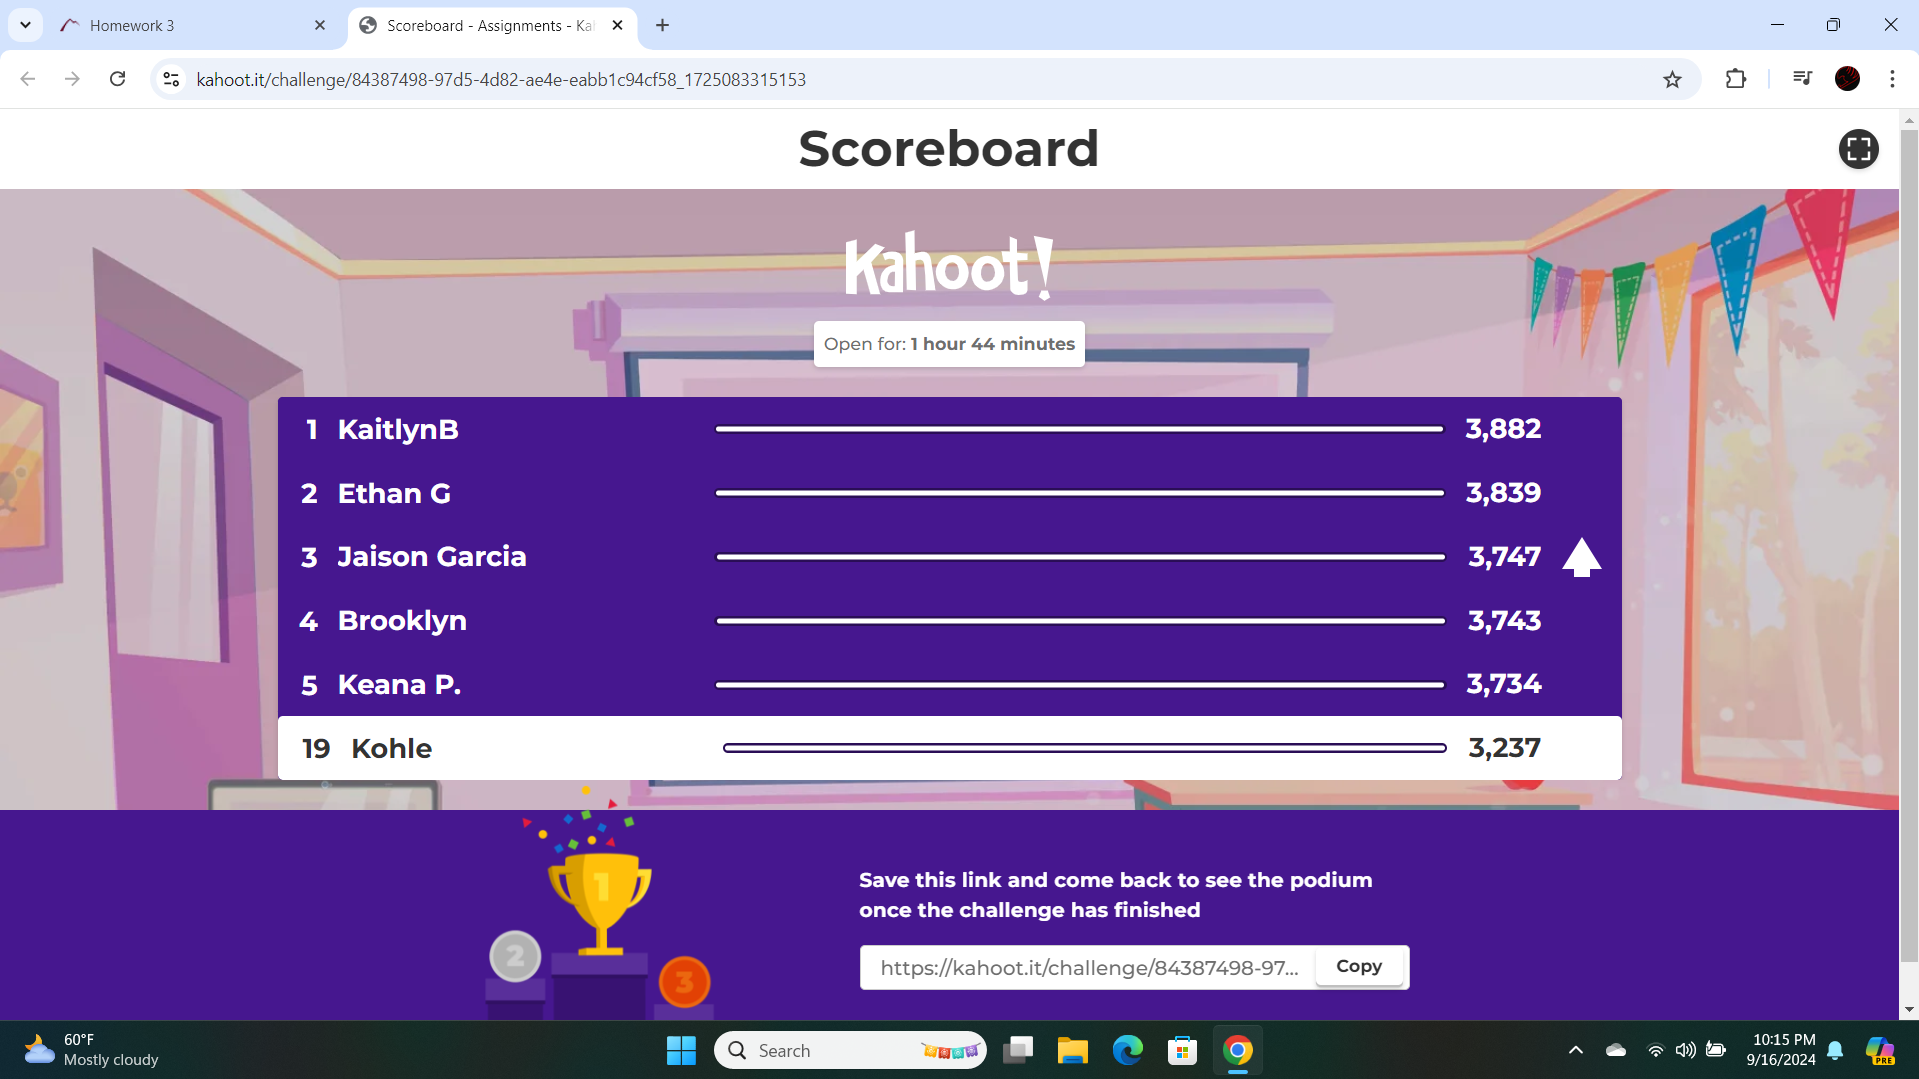 Homework 3
Scoreboard - Assignments - Ka
kahoot.it/challenge/84387498-97d5-4d82-ae4e-eabb1c94cf58_1725083315153
Scoreboard
Kahoot!
Open for: 1 hour 44 minutes
1 KaitlynB 3,882
2 Ethan G 3,839
3 Jaison Garcia 3,747
4 Brooklyn 3,743
5 Keana P. 3,734
19 Kohle 3,237
1
2
3
Save this link and come back to see the podium
once the challenge has finished
https://kahoot.it/challenge/84387498-97... Copy
60°F
Mostly cloudy
Search
10:15 PM
9/16/2024
PRE